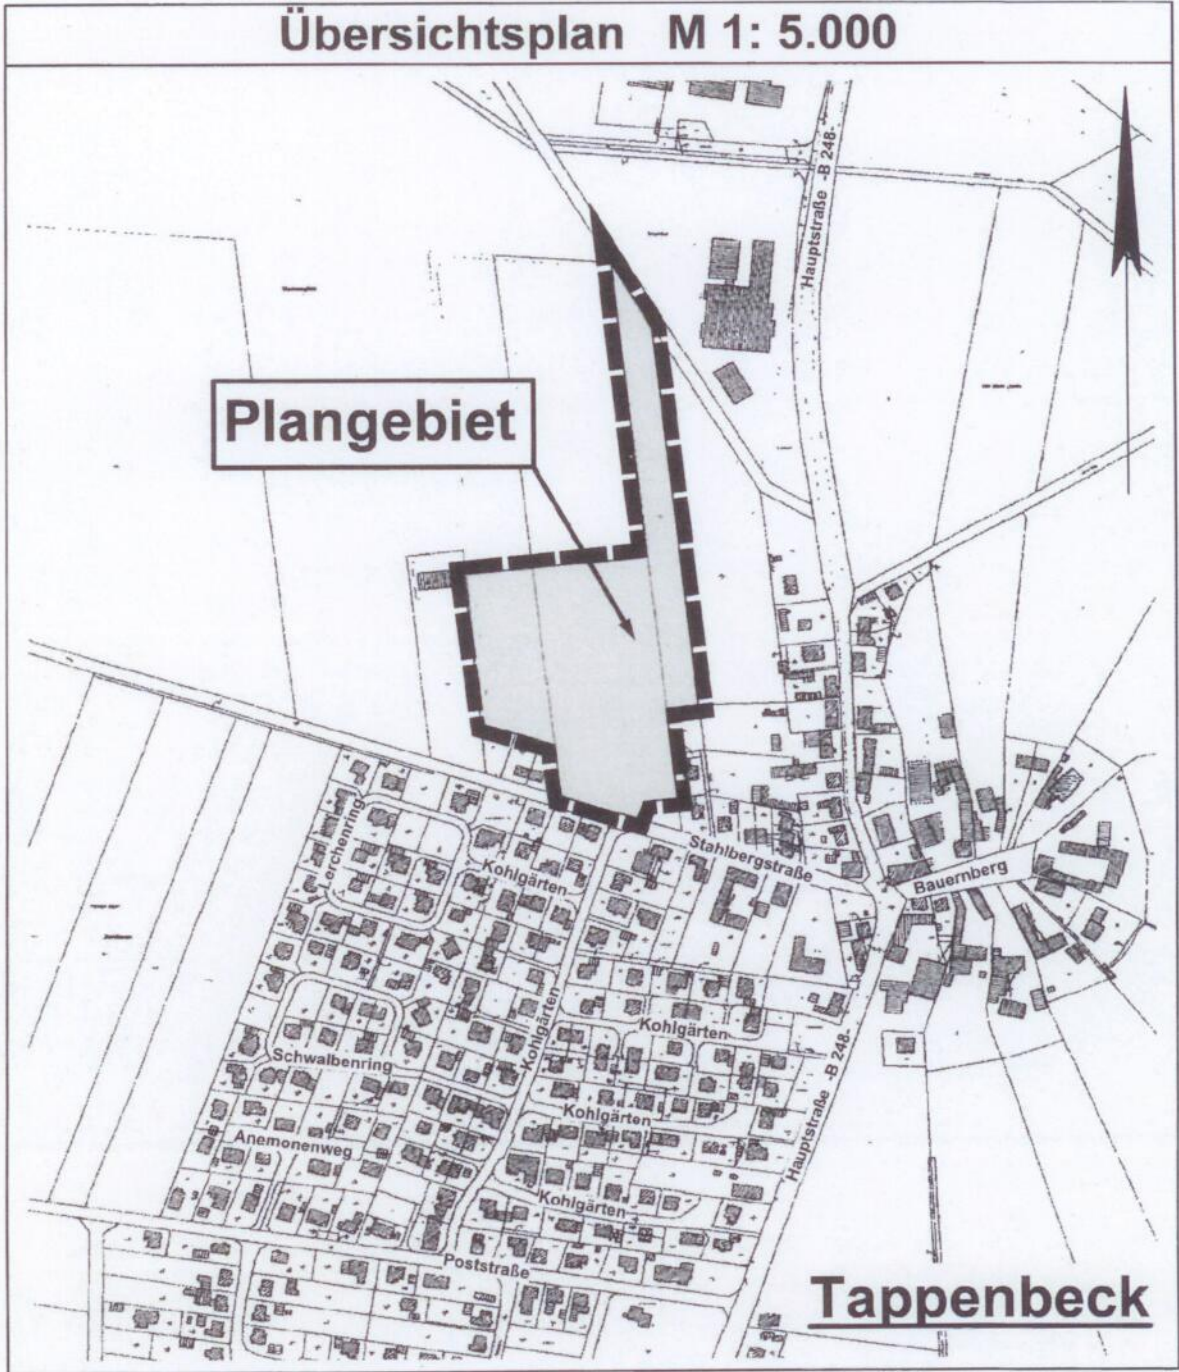 Übersichtsplan M 1: 5.000
Hauptstraße -B 248-
Plangebiet
Lerchenring
Kohlgärten
Stahlbergstraße
Bauernberg
Kohlgärten
Kohlgärten
Schwalbenring
Kohlgärten
Anemonenweg
Hauptstraße -B 248-
Kohlgärten
Poststraße
Tappenbeck